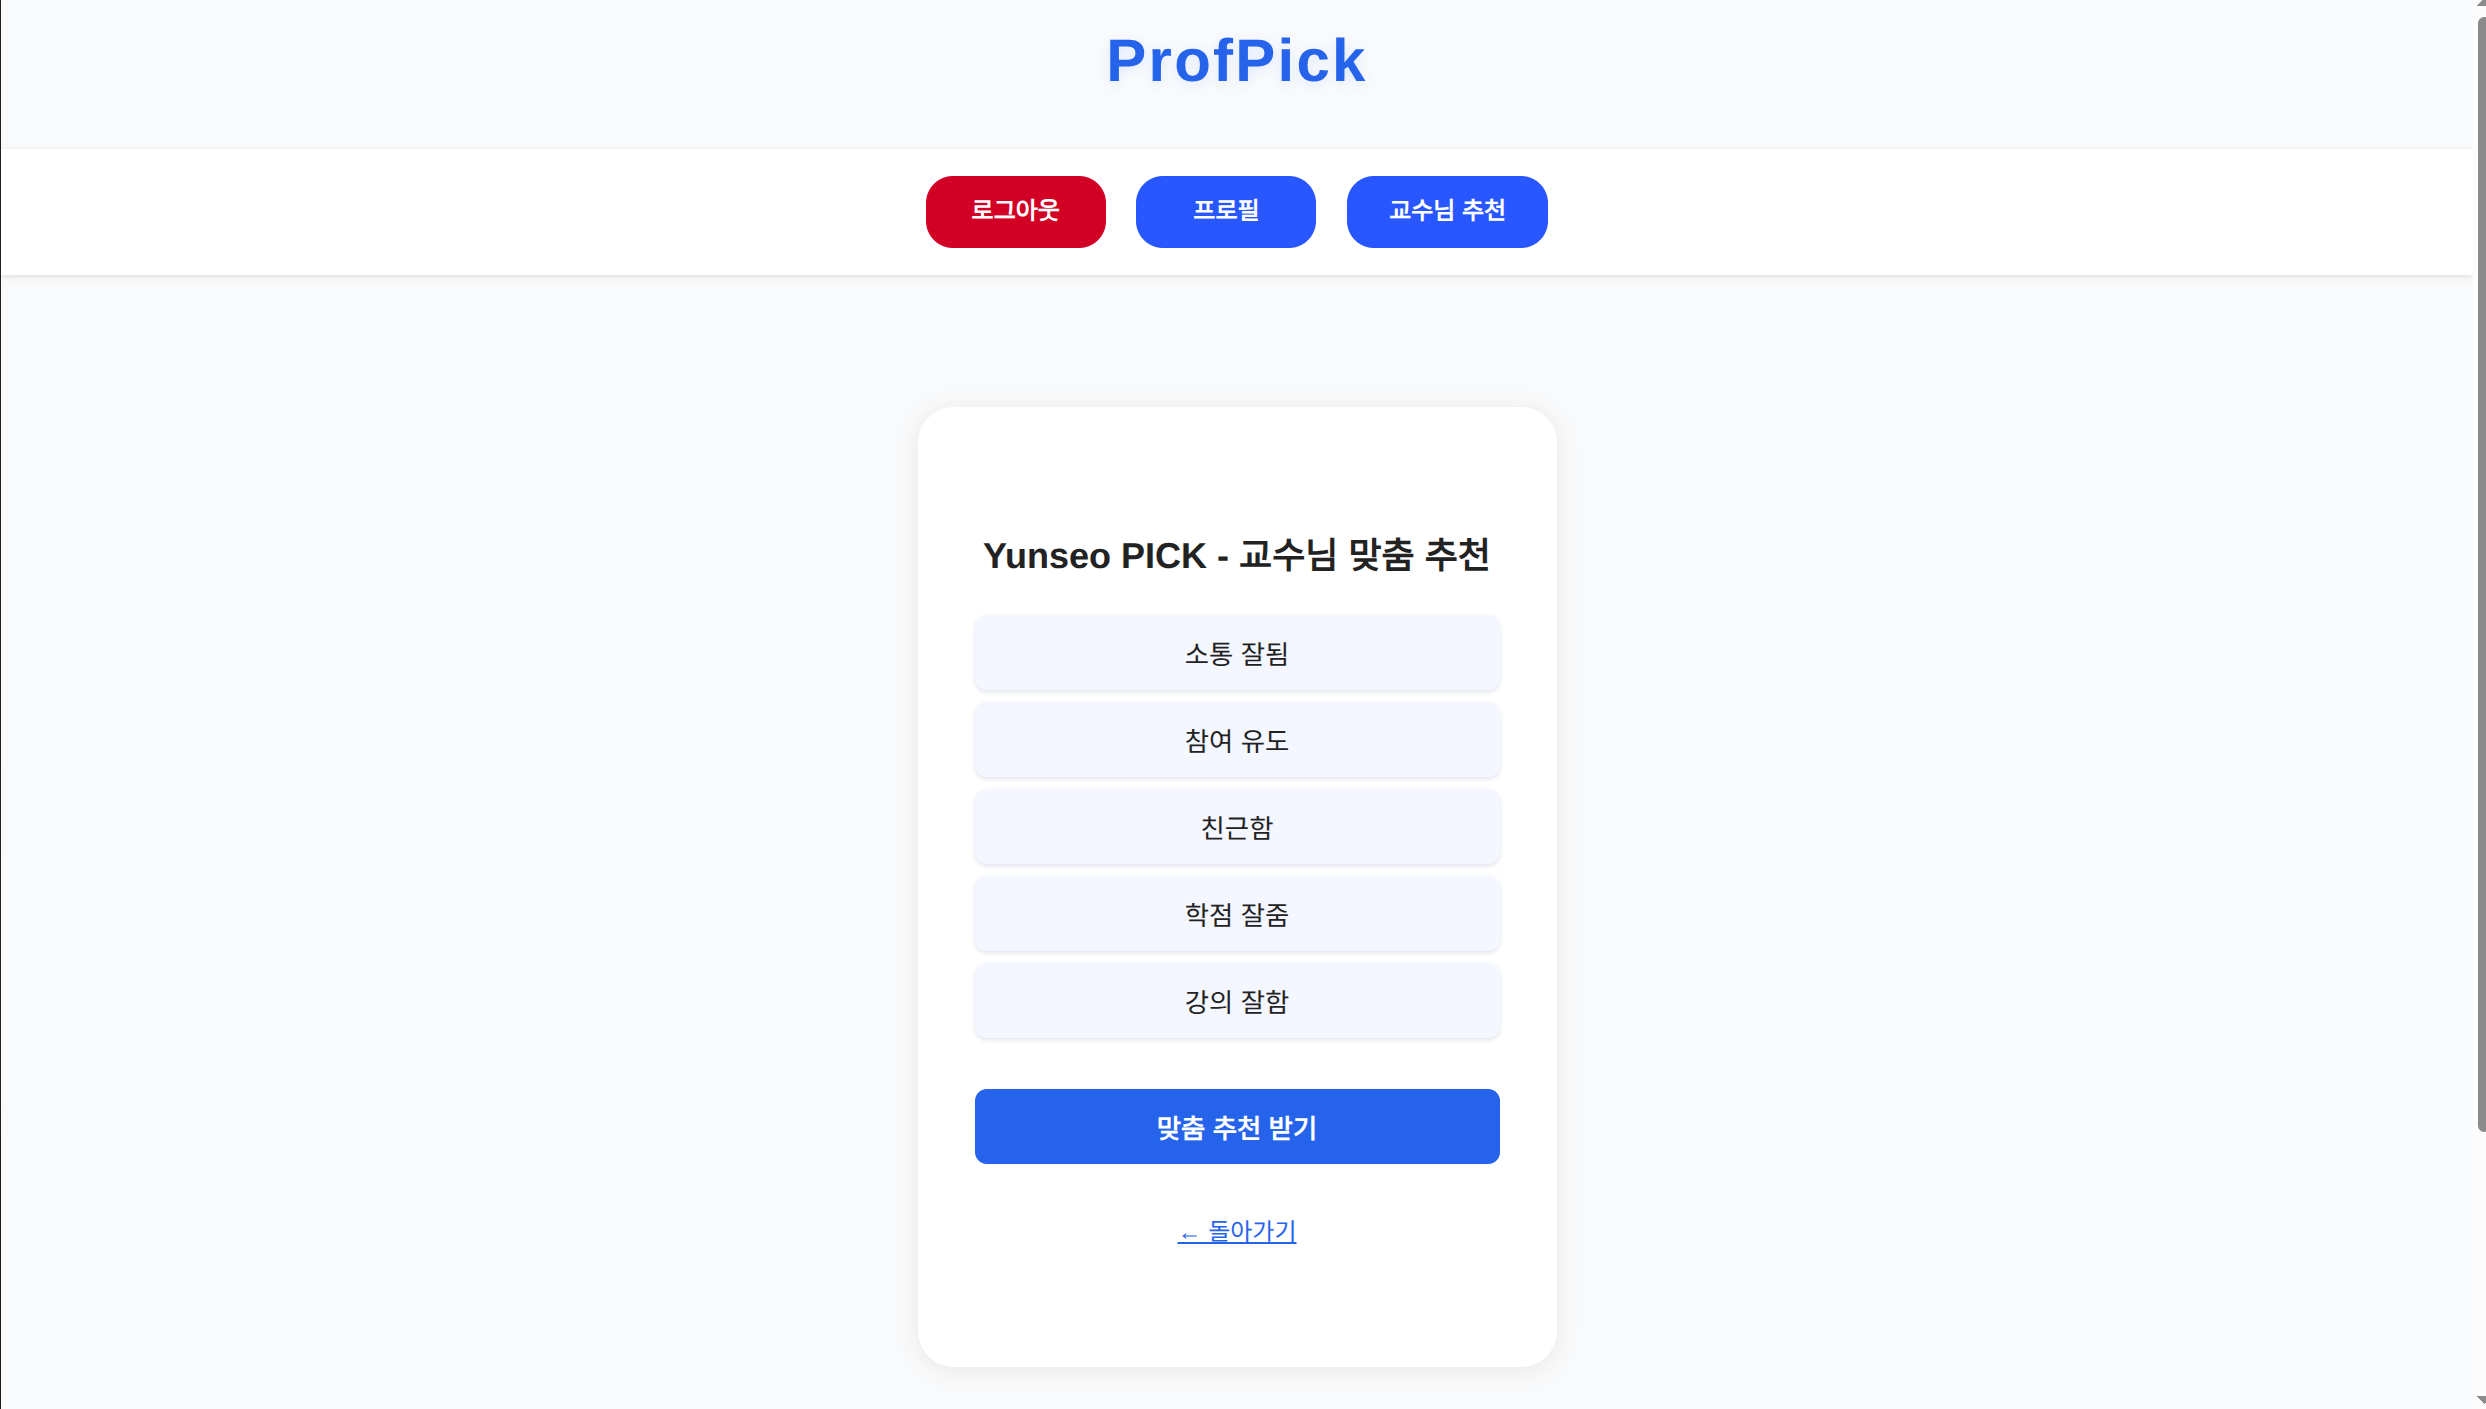 ProfPick
로그아웃 프로필 교수님 추천
Yunseo PICK - 교수님 맞춤 추천
소통 잘됨
참여 유도
친근함
학점 잘줌
강의 잘함
맞춤 추천 받기
← 돌아가기